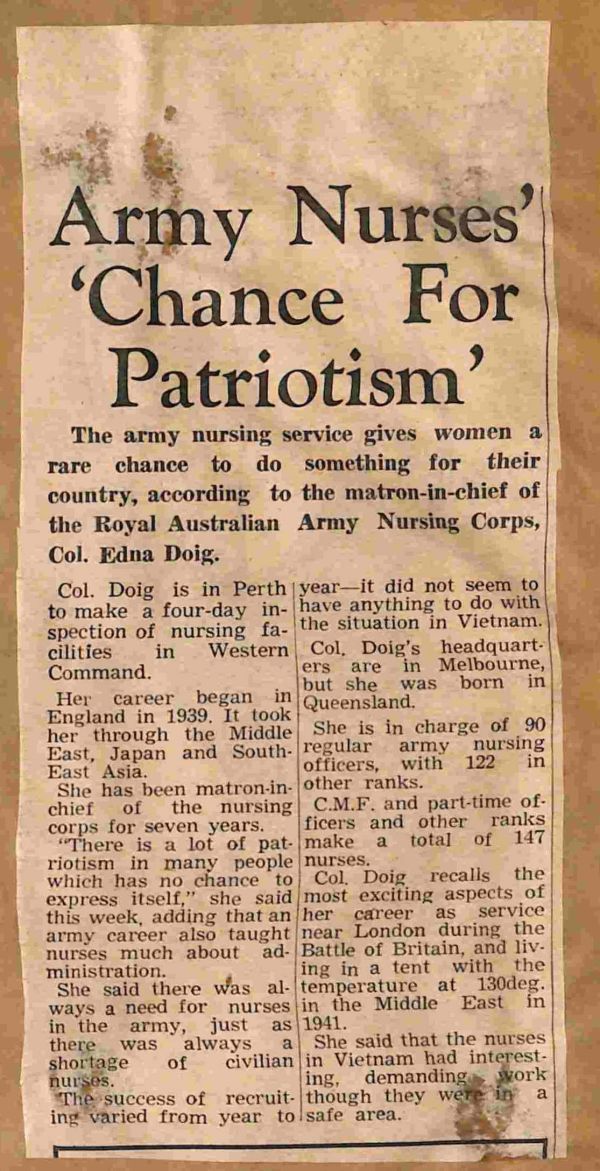 Army Nurses'
'Chance For
Patriotism'
The army nursing service gives women a
rare chance to do something for their
country, according to the matron-in-chief of
the Royal Australian Army Nursing Corps,
Col. Edna Doig.
Col. Doig is in Perth
to make a four-day in-
spection of nursing fa-
cilities in Western
Command.
Her career began in
England in 1939. It took
her through the Middle
East, Japan and South-
East Asia.
She has been matron-in-
chief of the nursing
corps for seven years.
"There is a lot of pat-
riotism in many people
which has no chance to
express itself," she said
this week, adding that an
army career also taught
nurses much about ad-
ministration.
She said there was al-
ways a need for nurses
in the army, just as
there was always a
shortage of civilian
nurses.
The success of recruit-
ing varied from year to
year—it did not seem to
have anything to do with
the situation in Vietnam.
Col. Doig's headquart-
ers are in Melbourne,
but she was born in
Queensland.
She is in charge of 90
regular army nursing
officers, with 122 in
other ranks.
C.M.F. and part-time of-
ficers and other ranks
make a total of 147
nurses.
Col. Doig recalls the
most exciting aspects of
her career as service
near London during the
Battle of Britain, and liv-
ing in a tent with the
temperature at 130deg.
in the Middle East in
1941.
She said that the nurses
in Vietnam had interest-
ing, demanding work
though they were in a
safe area.